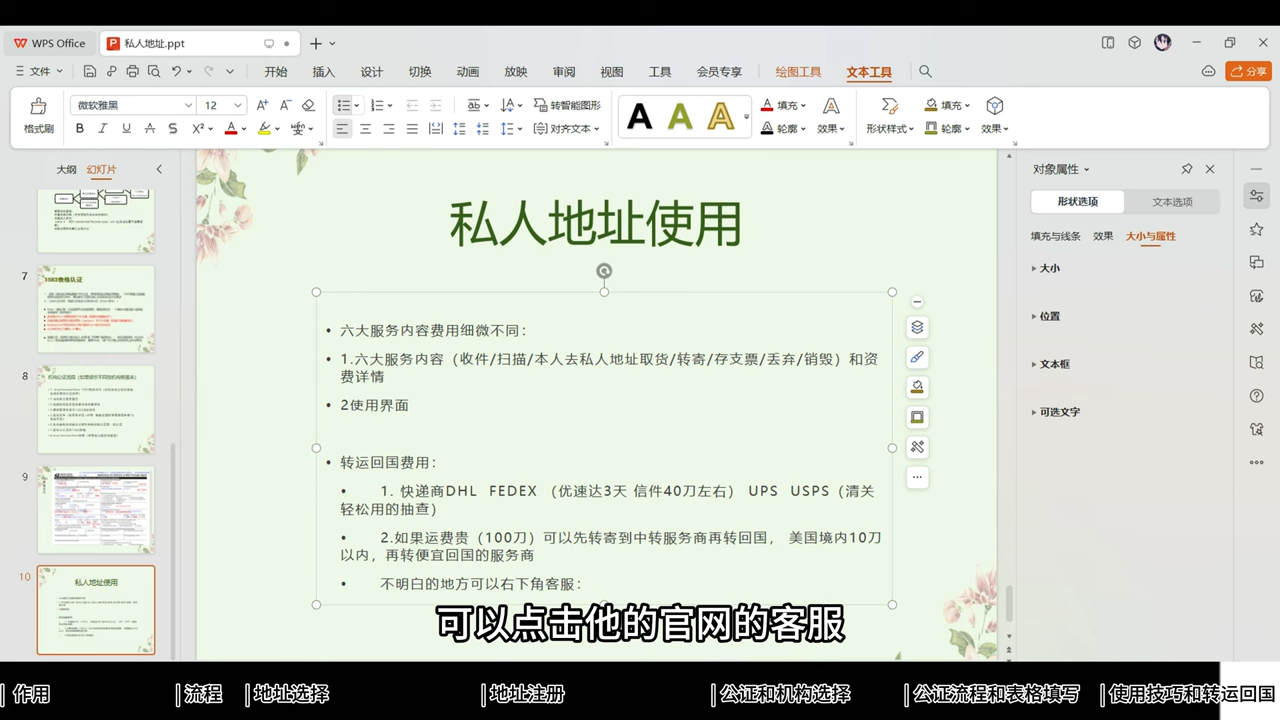 WPS Office
私人地址.ppt
文件
开始 插入 设计 切换 动画 放映 审阅 视图 工具 会员专享 绘图工具 文本工具
分享
格式刷
微软雅黑 12
转智能图形
对齐文本
填充
轮廓
效果
形状样式
填充
轮廓
效果
大纲 幻灯片
7
1583表格认证
8
9
10
私人地址使用
私人地址使用
• 六大服务内容费用细微不同：
• 1.六大服务内容（收件/扫描/本人去私人地址取货/转寄/存支票/丢弃/销毁）和资
费详情
• 2使用界面
• 转运回国费用：
• 1. 快递商DHL FEDEX （优速达3天 信件40刀左右） UPS USPS（清关
轻松用的抽查）
• 2.如果运费贵（100刀）可以先转寄到中转服务商再转回国， 美国境内10刀
以内，再转便宜回国的服务商
• 不明白的地方可以右下角客服：
可以点击他的官网的客服
对象属性
形状选项 文本选项
填充与线条 效果 大小与属性
大小
位置
文本框
可选文字
| 作用 | 流程 | 地址选择 | 地址注册 | 公证和机构选择 | 公证流程和表格填写 | 使用技巧和转运回国